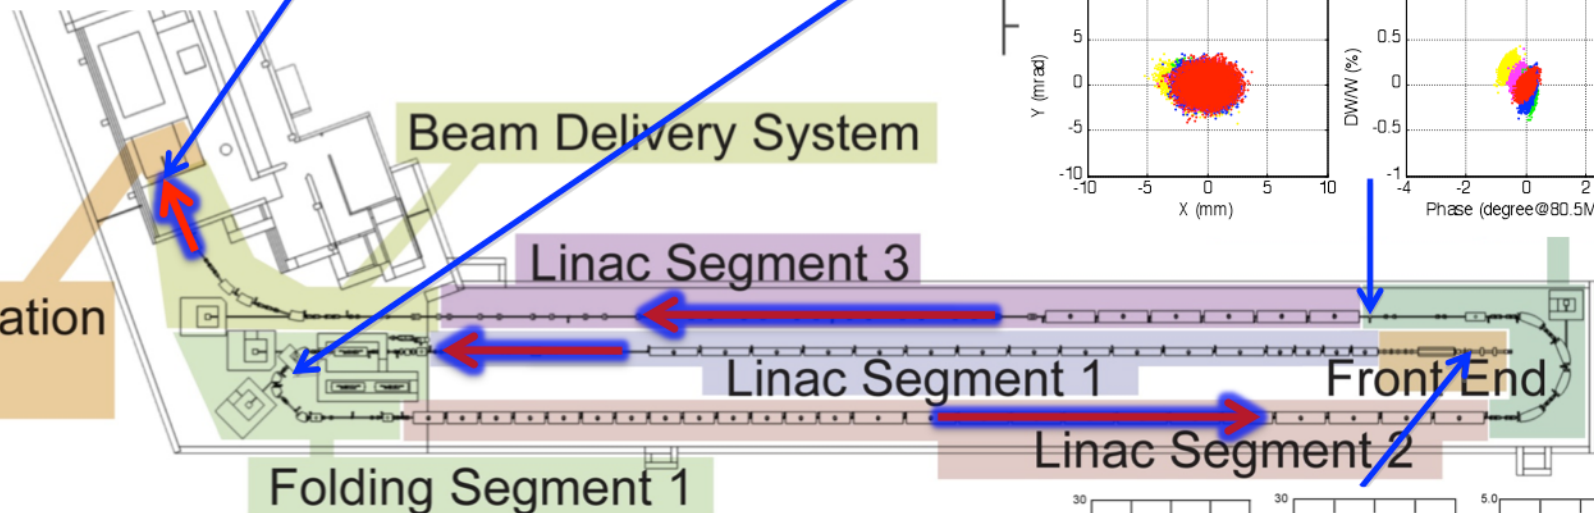 5
0
-5
-10
Y (mrad)
-10 -5 0 5 10
X (mm)
0.5
0
-0.5
-1
DW/W (%)
-4 -2 0 2
Phase (degree@80.5M
Beam Delivery System
Linac Segment 3
ation
Linac Segment 1
Front End
Linac Segment 2
Folding Segment 1
30
30
5.0